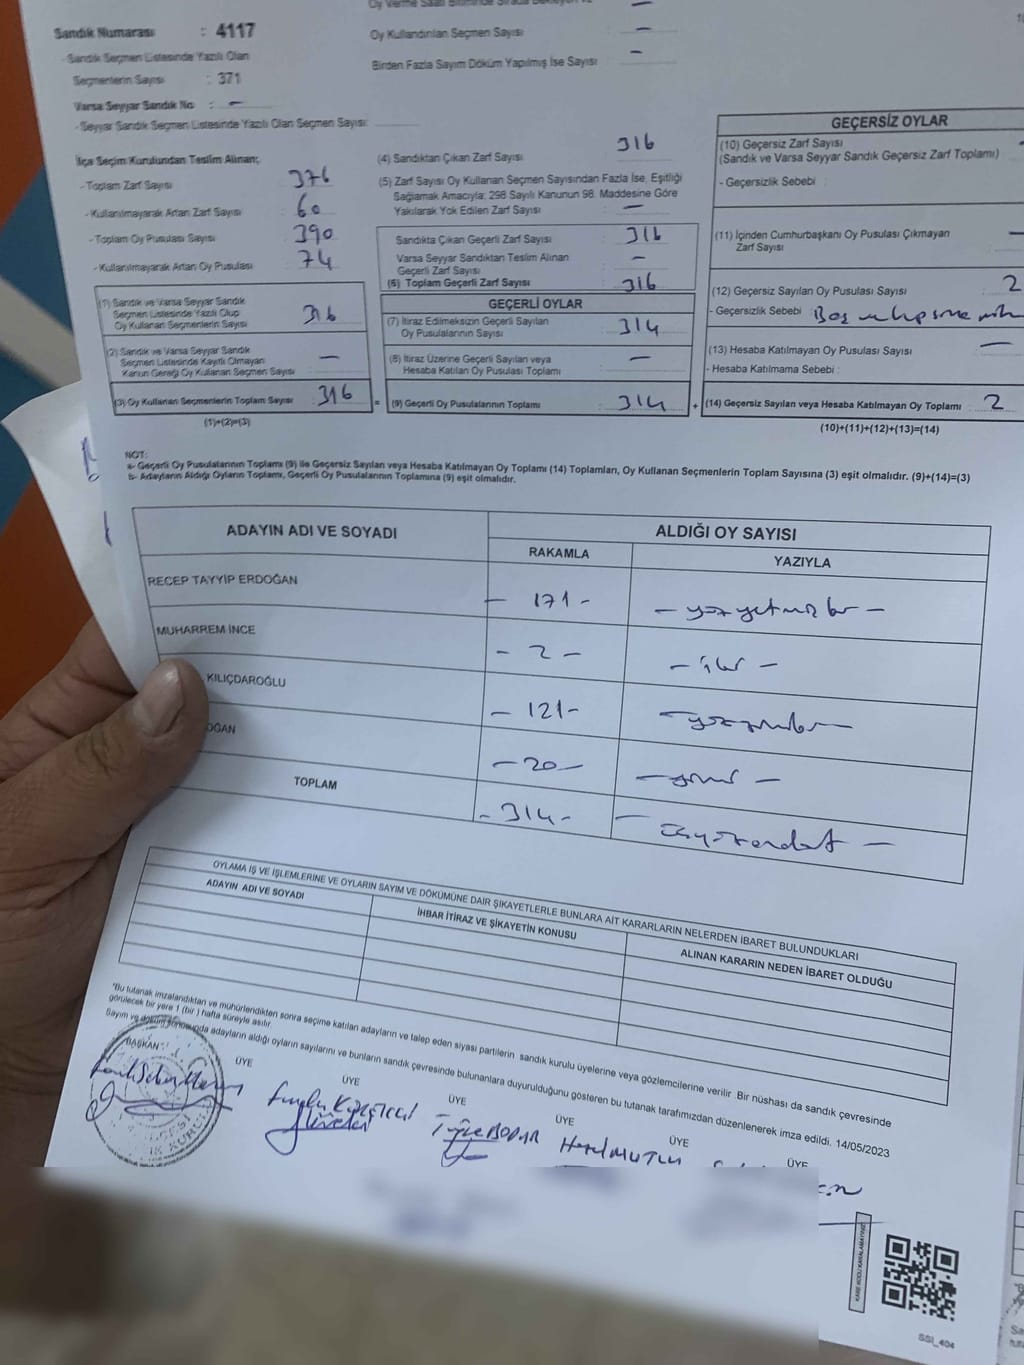 Oy Verme Saati Bitiminde Sırada Bekleyen ve
Sandık Numarası : 4117
Oy Kullandırılan Seçmen Sayısı : —
- Sandık Seçmen Listesinde Yazılı Olan
Seçmenlerin Sayısı : 371
Birden Fazla Sayım Döküm Yapılmış İse Sayısı : —
Varsa Seyyar Sandık No : —
- Seyyar Sandık Seçmen Listesinde Yazılı Olan Seçmen Sayısı:
İlçe Seçim Kurulundan Teslim Alınan;
- Toplam Zarf Sayısı 376
- Kullanılmayarak Artan Zarf Sayısı 60
- Toplam Oy Pusulası Sayısı 390
- Kullanılmayarak Artan Oy Pusulası 74
(1) Sandık ve Varsa Seyyar Sandık
Seçmen Listesinde Yazılı Olup
Oy Kullanan Seçmenlerin Sayısı 316
(2) Sandık ve Varsa Seyyar Sandık
Seçmen Listesinde Kayıtlı Olmayan
Kanun Gereği Oy Kullanan Seçmen Sayısı : —
(3) Oy Kullanan Seçmenlerin Toplam Sayısı 316 =
(1)+(2)=(3)
(4) Sandıktan Çıkan Zarf Sayısı 316
(5) Zarf Sayısı Oy Kullanan Seçmen Sayısından Fazla İse, Eşitliği
Sağlamak Amacıyla; 298 Sayılı Kanunun 98. Maddesine Göre
Yakılarak Yok Edilen Zarf Sayısı : —
Sandıkta Çıkan Geçerli Zarf Sayısı : 316
Varsa Seyyar Sandıktan Teslim Alınan
Geçerli Zarf Sayısı : —
(6) Toplam Geçerli Zarf Sayısı : 316
GEÇERLİ OYLAR
(7) İtiraz Edilmeksizin Geçerli Sayılan
Oy Pusulasının Sayısı : 314
(8) İtiraz Üzerine Geçerli Sayılan veya
Hesaba Katılan Oy Pusulası Toplamı : —
(9) Geçerli Oy Pusulalarının Toplamı : 314 +
GEÇERSİZ OYLAR
(10) Geçersiz Zarf Sayısı
(Sandık ve Varsa Seyyar Sandık Geçersiz Zarf Toplamı) —
- Geçersizlik Sebebi :
(11) İçinden Cumhurbaşkanı Oy Pusulası Çıkmayan
Zarf Sayısı —
(12) Geçersiz Sayılan Oy Pusulası Sayısı : 2
- Geçersizlik Sebebi : Boş
(13) Hesaba Katılmayan Oy Pusulası Sayısı : —
- Hesaba Katılmama Sebebi :
(14) Geçersiz Sayılan veya Hesaba Katılmayan Oy Toplamı : 2
(10)+(11)+(12)+(13)=(14)
NOT:
a- Geçerli Oy Pusulalarının Toplamı (9) ile Geçersiz Sayılan veya Hesaba Katılmayan Oy Toplamı (14) Toplamları, Oy Kullanan Seçmenlerin Toplam Sayısına (3) eşit olmalıdır. (9)+(14)=(3)
b- Adayların Aldığı Oyların Toplamı, Geçerli Oy Pusulalarının Toplamına (9) eşit olmalıdır.
ADAYIN ADI VE SOYADI ALDIĞI OY SAYISI
RAKAMLA YAZIYLA
RECEP TAYYİP ERDOĞAN – 171 – – yüzyetmişbir –
MUHARREM İNCE – 2 – – iki –
KILIÇDAROĞLU – 121 – – yüzyirmibir –
OĞAN – 20 – – yirmi –
TOPLAM – 314 – – üçyüzondört –
OYLAMA İŞ VE İŞLEMLERİNE VE OYLARIN SAYIM VE DÖKÜMÜNE DAİR ŞİKAYETLERLE BUNLARA AİT KARARLARIN NELERDEN İBARET BULUNDUKLARI
ADAYIN ADI VE SOYADI İHBAR İTİRAZ VE ŞİKAYETİN KONUSU ALINAN KARARIN NEDEN İBARET OLDUĞU
"Bu tutanak imzalandıktan ve mühürlendikten sonra seçime katılan adayların ve talep eden siyasi partilerin sandık kurulu üyelerine veya gözlemcilerine verilir .Bir nüshası da sandık çevresinde
görülecek bir yere 1 (bir ) hafta süreyle asılır.
Sayım ve döküm sonucunda adayların aldığı oyların sayılarını ve bunların sandık çevresinde bulunanlara duyurulduğunu gösteren bu tutanak tarafımızdan düzenlenerek imza edildi. 14/05/2023
BAŞKAN ÜYE ÜYE ÜYE ÜYE ÜYE ÜYE
MUTLU
KARE KODU KAPLAMAYINIZ
SSI_404